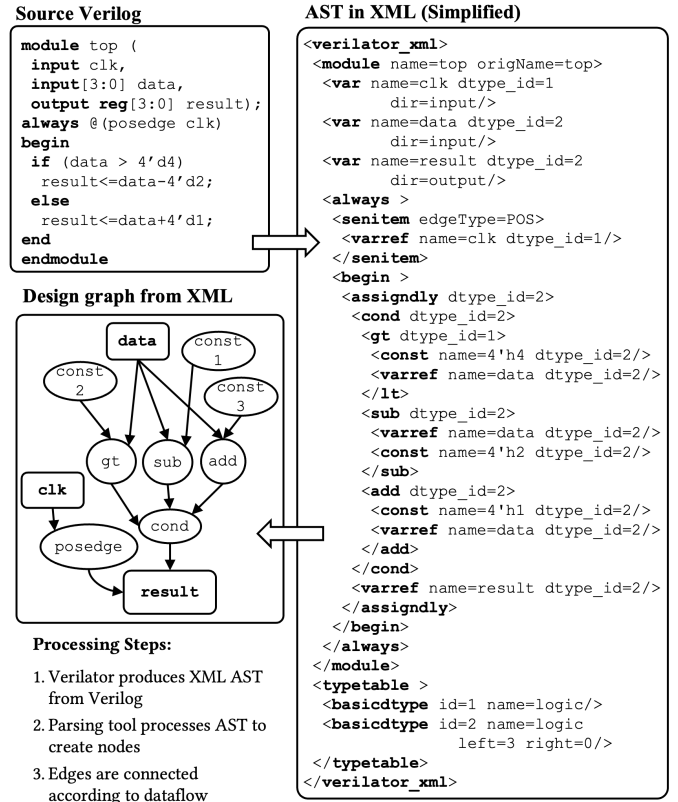 Source Verilog
module top (
input clk,
input[3:0] data,
output reg[3:0] result);
always @(posedge clk)
begin
if (data > 4'd4)
result<=data-4'd2;
else
result<=data+4'd1;
end
endmodule
Design graph from XML
data
const
1
const
2
const
3
gt
sub
add
clk
cond
posedge
result
Processing Steps:
1. Verilator produces XML AST
from Verilog
2. Parsing tool processes AST to
create nodes
3. Edges are connected
according to dataflow
AST in XML (Simplified)
<verilator_xml>
<module name=top origName=top>
<var name=clk dtype_id=1
dir=input/>
<var name=data dtype_id=2
dir=input/>
<var name=result dtype_id=2
dir=output/>
<always >
<senitem edgeType=POS>
<varref name=clk dtype_id=1/>
</senitem>
<begin >
<assigndly dtype_id=2>
<cond dtype_id=2>
<gt dtype_id=1>
<const name=4'h4 dtype_id=2/>
<varref name=data dtype_id=2/>
</lt>
<sub dtype_id=2>
<varref name=data dtype_id=2/>
<const name=4'h2 dtype_id=2/>
</sub>
<add dtype_id=2>
<const name=4'h1 dtype_id=2/>
<varref name=data dtype_id=2/>
</add>
</cond>
<varref name=result dtype_id=2/>
</assigndly>
</begin>
</always>
</module>
<typetable >
<basicdtype id=1 name=logic/>
<basicdtype id=2 name=logic
left=3 right=0/>
</typetable>
</verilator_xml>